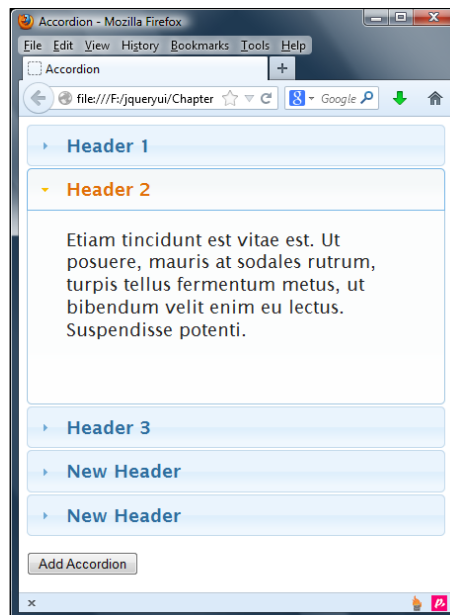 Accordion - Mozilla Firefox
File Edit View History Bookmarks Tools Help
Accordion
file:///F:/jqueryui/Chapter
Google
Header 1
Header 2
Etiam tincidunt est vitae est. Ut
posuere, mauris at sodales rutrum,
turpis tellus fermentum metus, ut
bibendum velit enim eu lectus.
Suspendisse potenti.
Header 3
New Header
New Header
Add Accordion